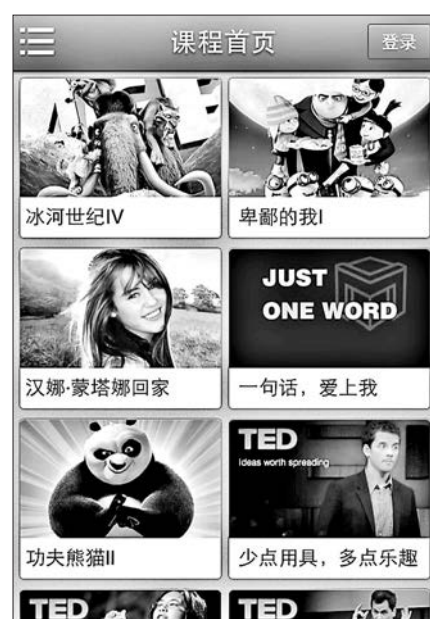 课程首页
登录
冰河世纪IV
卑鄙的我I
JUST
ONE WORD
汉娜·蒙塔娜回家
一句话，爱上我
TED
ideas worth spreading
功夫熊猫II
少点用具，多点乐趣
TED
TED